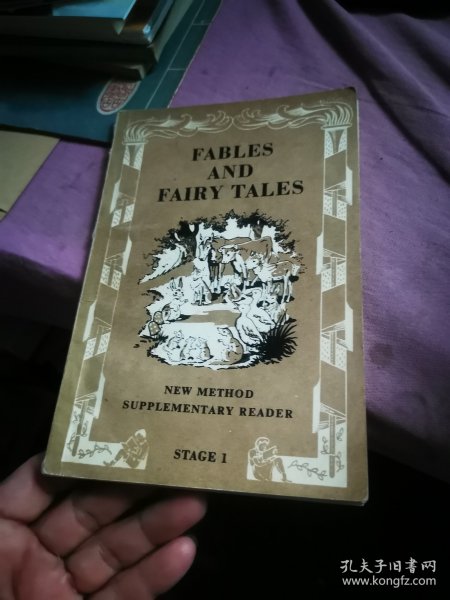 FABLES
AND
FAIRY TALES
NEW METHOD
SUPPLEMENTARY READER
STAGE 1
孔夫子旧书网
www.kongfz.com